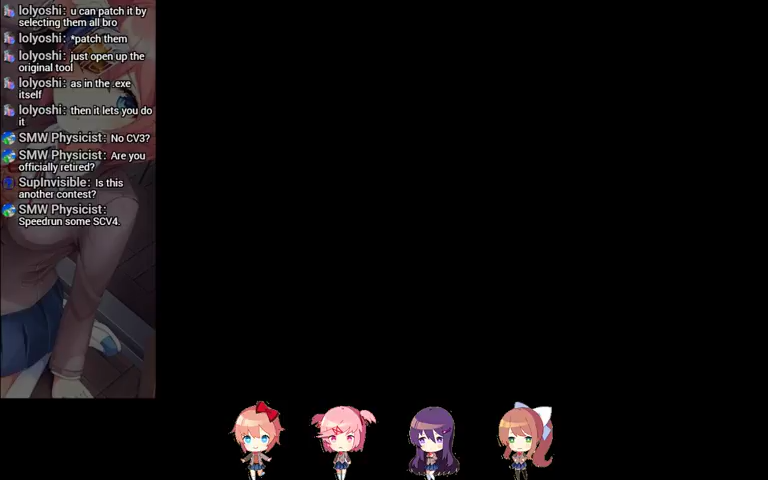 lolyoshi: u can patch it by
selecting them all bro
lolyoshi: *patch them
lolyoshi: just open up the
original tool
lolyoshi: as in the .exe
itself
lolyoshi: then it lets you do
it
SMW Physicist: No CV3?
SMW Physicist: Are you
officially retired?
SupInvisible: Is this
another contest?
SMW Physicist:
Speedrun some SCV4.